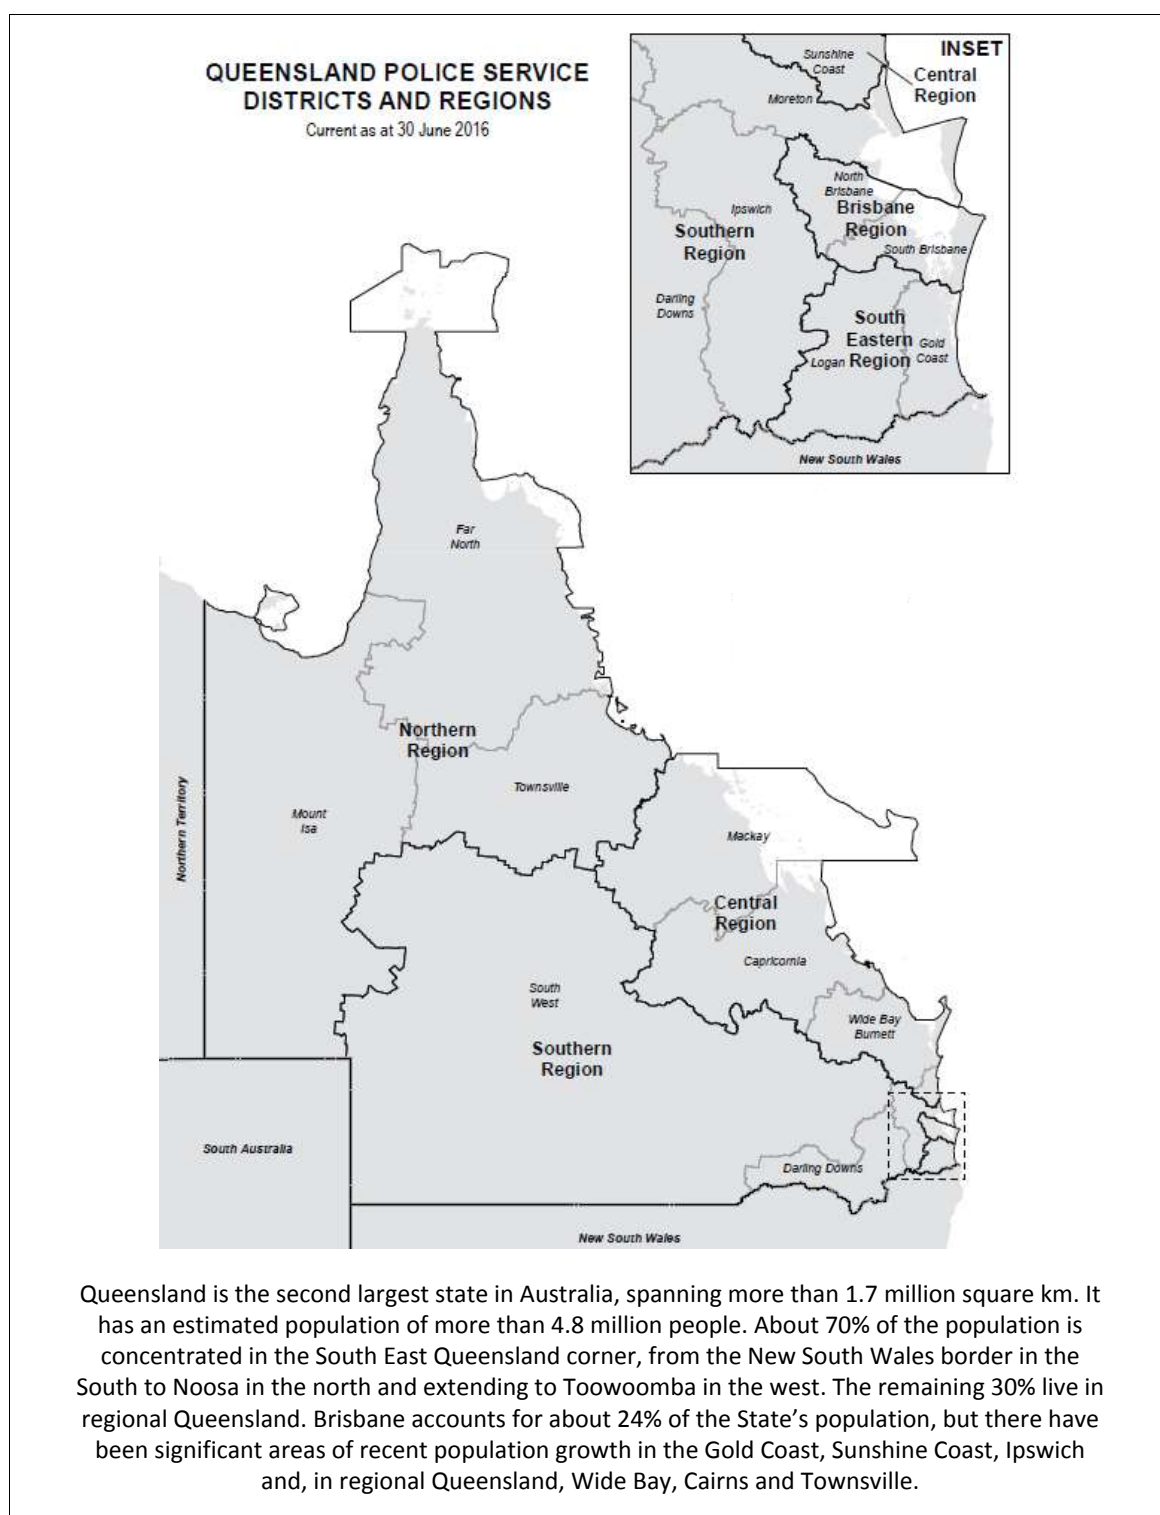 QUEENSLAND POLICE SERVICE
DISTRICTS AND REGIONS
Current as at 30 June 2016
INSET
Sunshine
Coast
Central
Region
Moreton
North
Brisbane
Brisbane
Region
Ipswich
Southern
Region
South Brisbane
Darling
Downs
South
Eastern
Region
Gold
Coast
Logan
New South Wales
Far
North
Northern
Region
Townsville
Mount
Isa
Northern Territory
Mackay
Central
Region
Capricornia
South
West
Wide Bay
Burnett
Southern
Region
South Australia
Darling Downs
New South Wales
Queensland is the second largest state in Australia, spanning more than 1.7 million square km. It
has an estimated population of more than 4.8 million people. About 70% of the population is
concentrated in the South East Queensland corner, from the New South Wales border in the
South to Noosa in the north and extending to Toowoomba in the west. The remaining 30% live in
regional Queensland. Brisbane accounts for about 24% of the State’s population, but there have
been significant areas of recent population growth in the Gold Coast, Sunshine Coast, Ipswich
and, in regional Queensland, Wide Bay, Cairns and Townsville.